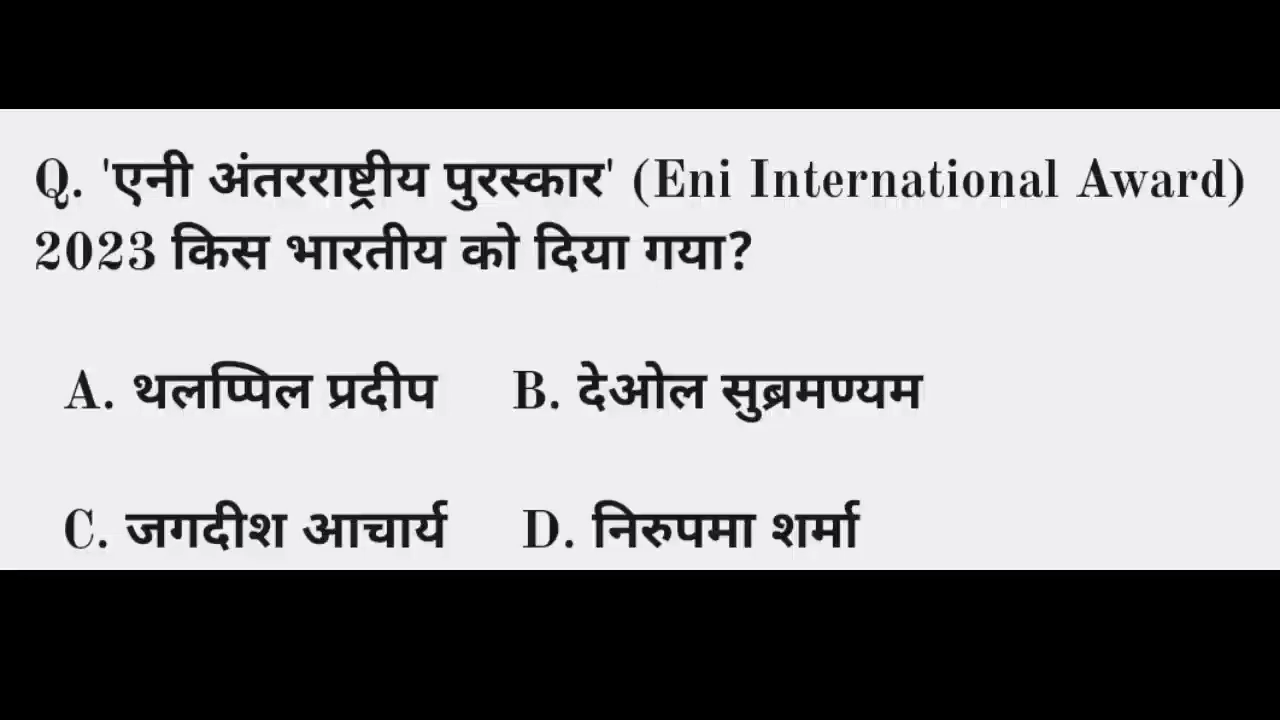 Q. 'एनी अंतरराष्ट्रीय पुरस्कार' (Eni International Award)
2023 किस भारतीय को दिया गया?
A. थलप्पिल प्रदीप B. देओल सुब्रमण्यम
C. जगदीश आचार्य D. निरुपमा शर्मा